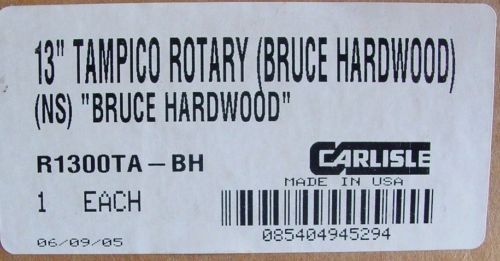 13" TAMPICO ROTARY (BRUCE HARDWOOD)
(NS) "BRUCE HARDWOOD"
R1300TA-BH
CARLISLE
MADE IN USA
1 EACH
085404945294
06/09/05